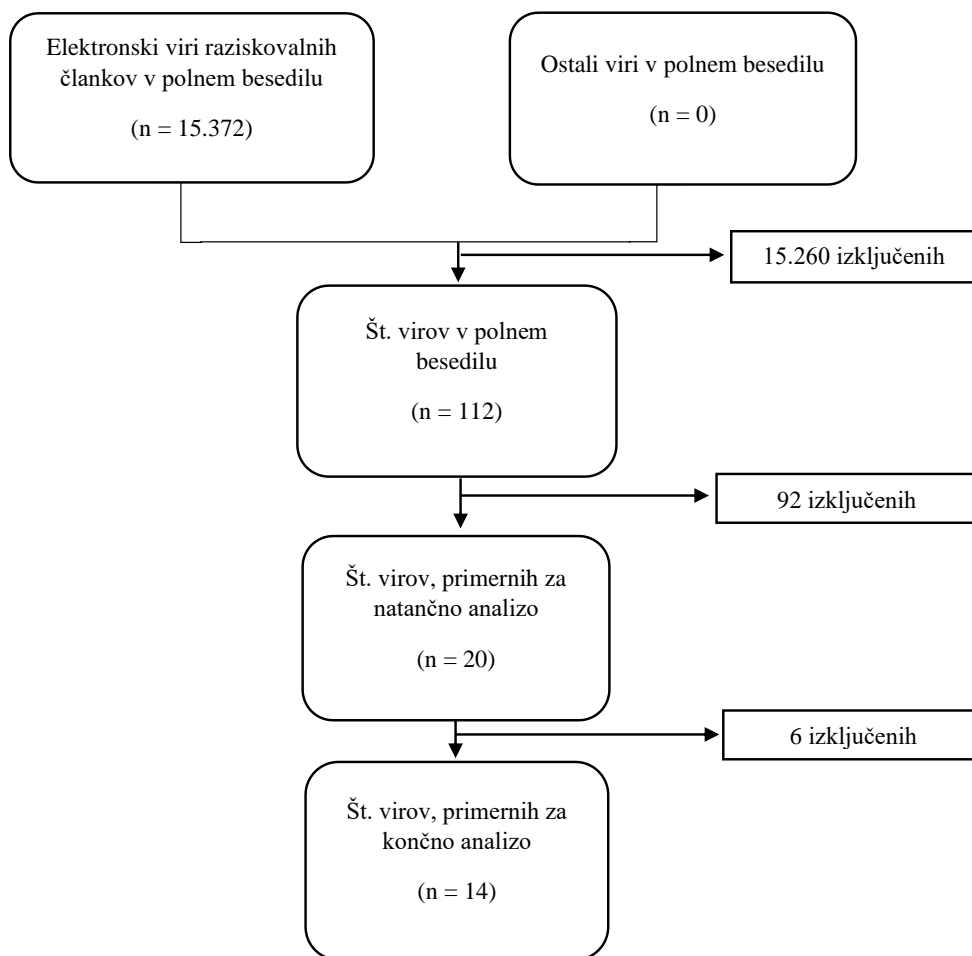 Elektronski viri raziskovalnih
člankov v polnem besedilu
(n = 15.372)
Ostali viri v polnem besedilu
(n = 0)
15.260 izključenih
Št. virov v polnem
besedilu
(n = 112)
92 izključenih
Št. virov, primernih za
natančno analizo
(n = 20)
6 izključenih
Št. virov, primernih za
končno analizo
(n = 14)